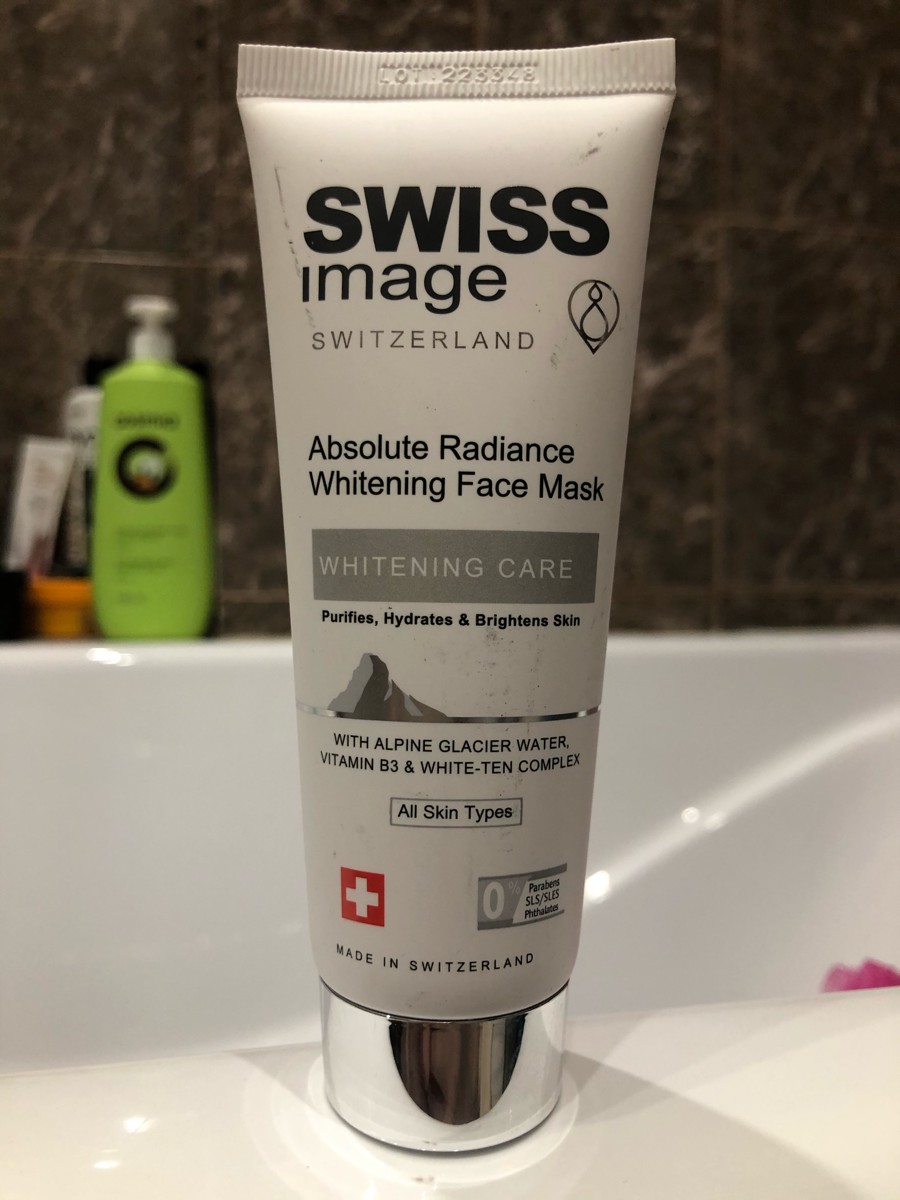 LOT.223348
SWISS
image
SWITZERLAND
Absolute Radiance
Whitening Face Mask
WHITENING CARE
Purifies, Hydrates & Brightens Skin
WITH ALPINE GLACIER WATER,
VITAMIN B3 & WHITE-TEN COMPLEX
All Skin Types
0% Parabens
SLS/SLES
Phthalates
MADE IN SWITZERLAND